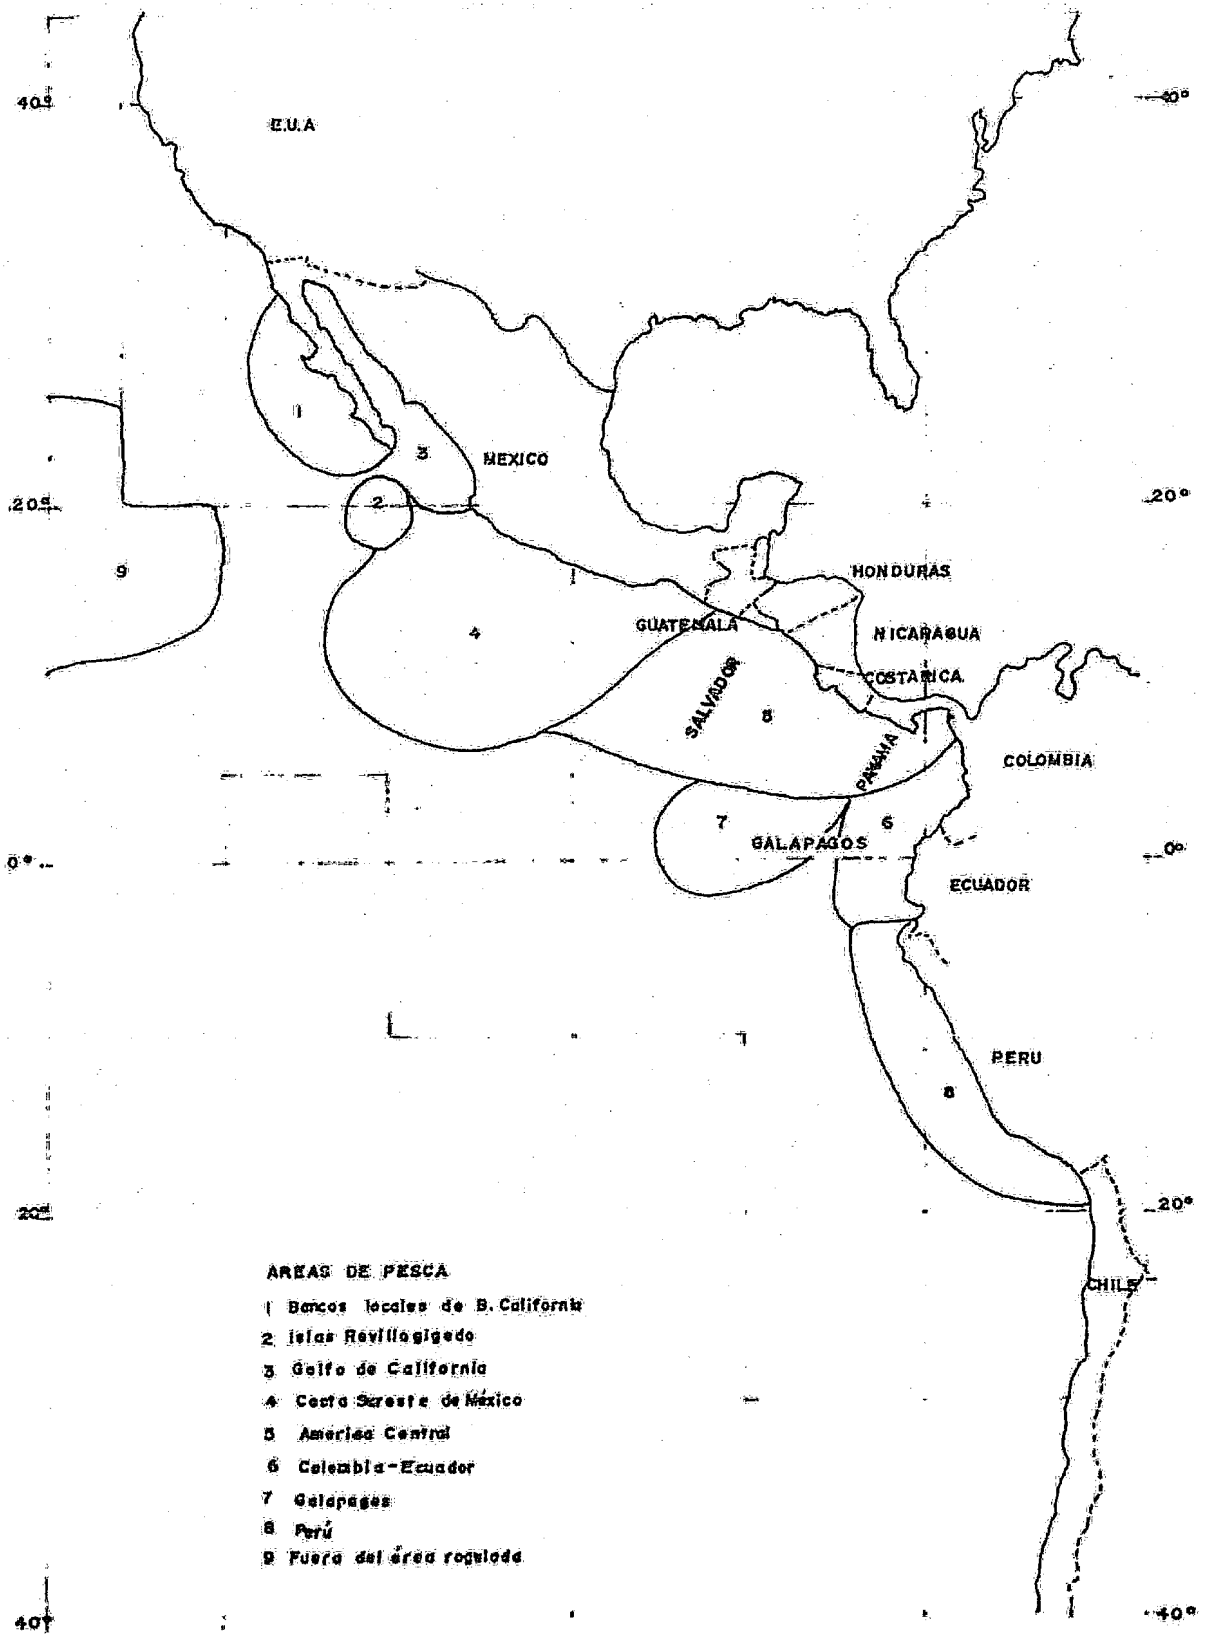 40° 40°
E.U.A
1
3 MEXICO
20° 2 20°
9 HONDURAS
GUATEMALA
4 NICARAGUA
COSTARICA
SALVADOR
5
PANAMA
COLOMBIA
7 6
GALAPAGOS
0° 0°
ECUADOR
PERU
8
20° 20°
AREAS DE PESCA
CHILE
1 Bancos locales de B. California
2 Islas Revillagigedo
3 Golfo de California
4 Costa Sureste de México
5 America Central
6 Colombia-Ecuador
7 Galapagos
8 Perú
9 Fuera del área regulada
40° 40°